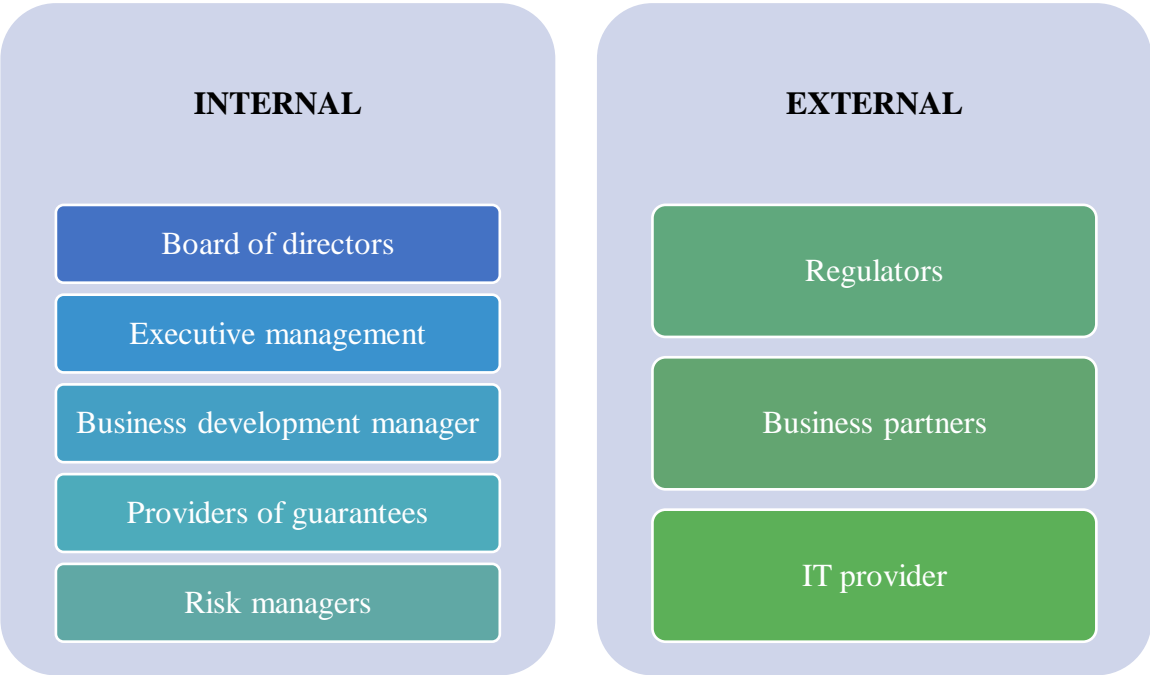 INTERNAL
Board of directors
Executive management
Business development manager
Providers of guarantees
Risk managers
EXTERNAL
Regulators
Business partners
IT provider